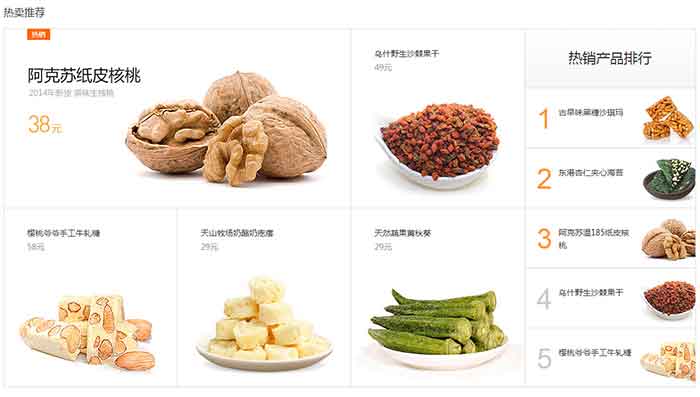 热卖推荐
热销
阿克苏纸皮核桃
2014年新货 原味生核桃
38元
乌什野生沙棘果干
49元
樱桃爷爷手工牛轧糖
58元
天山牧场奶酪奶疙瘩
29元
天然蔬果黄秋葵
29元
热销产品排行
1
古早味黑糖沙琪玛
2
东港杏仁夹心海苔
3
阿克苏温185纸皮核
桃
4
乌什野生沙棘果干
5
樱桃爷爷手工牛轧糖